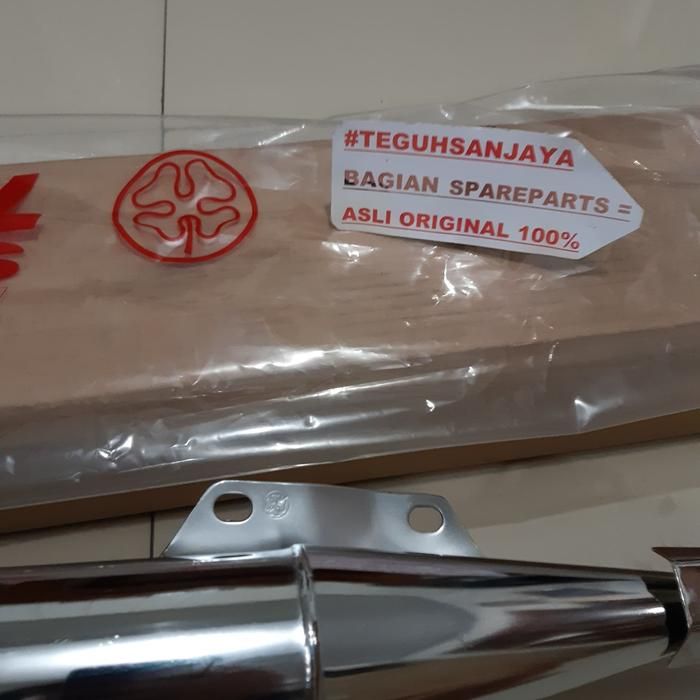 #TEGUHSANJAYA
BAGIAN SPAREPARTS =
ASLI ORIGINAL 100%